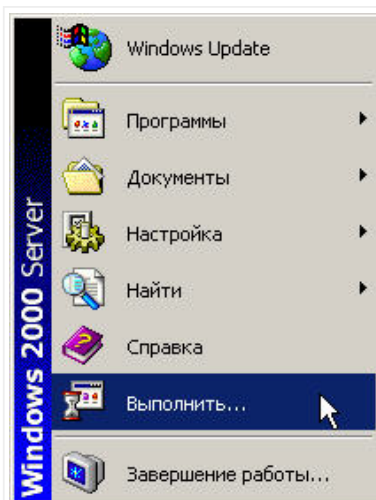 Windows Update
Программы
Документы
Настройка
Найти
Справка
Выполнить...
Завершение работы...
Windows 2000 Server